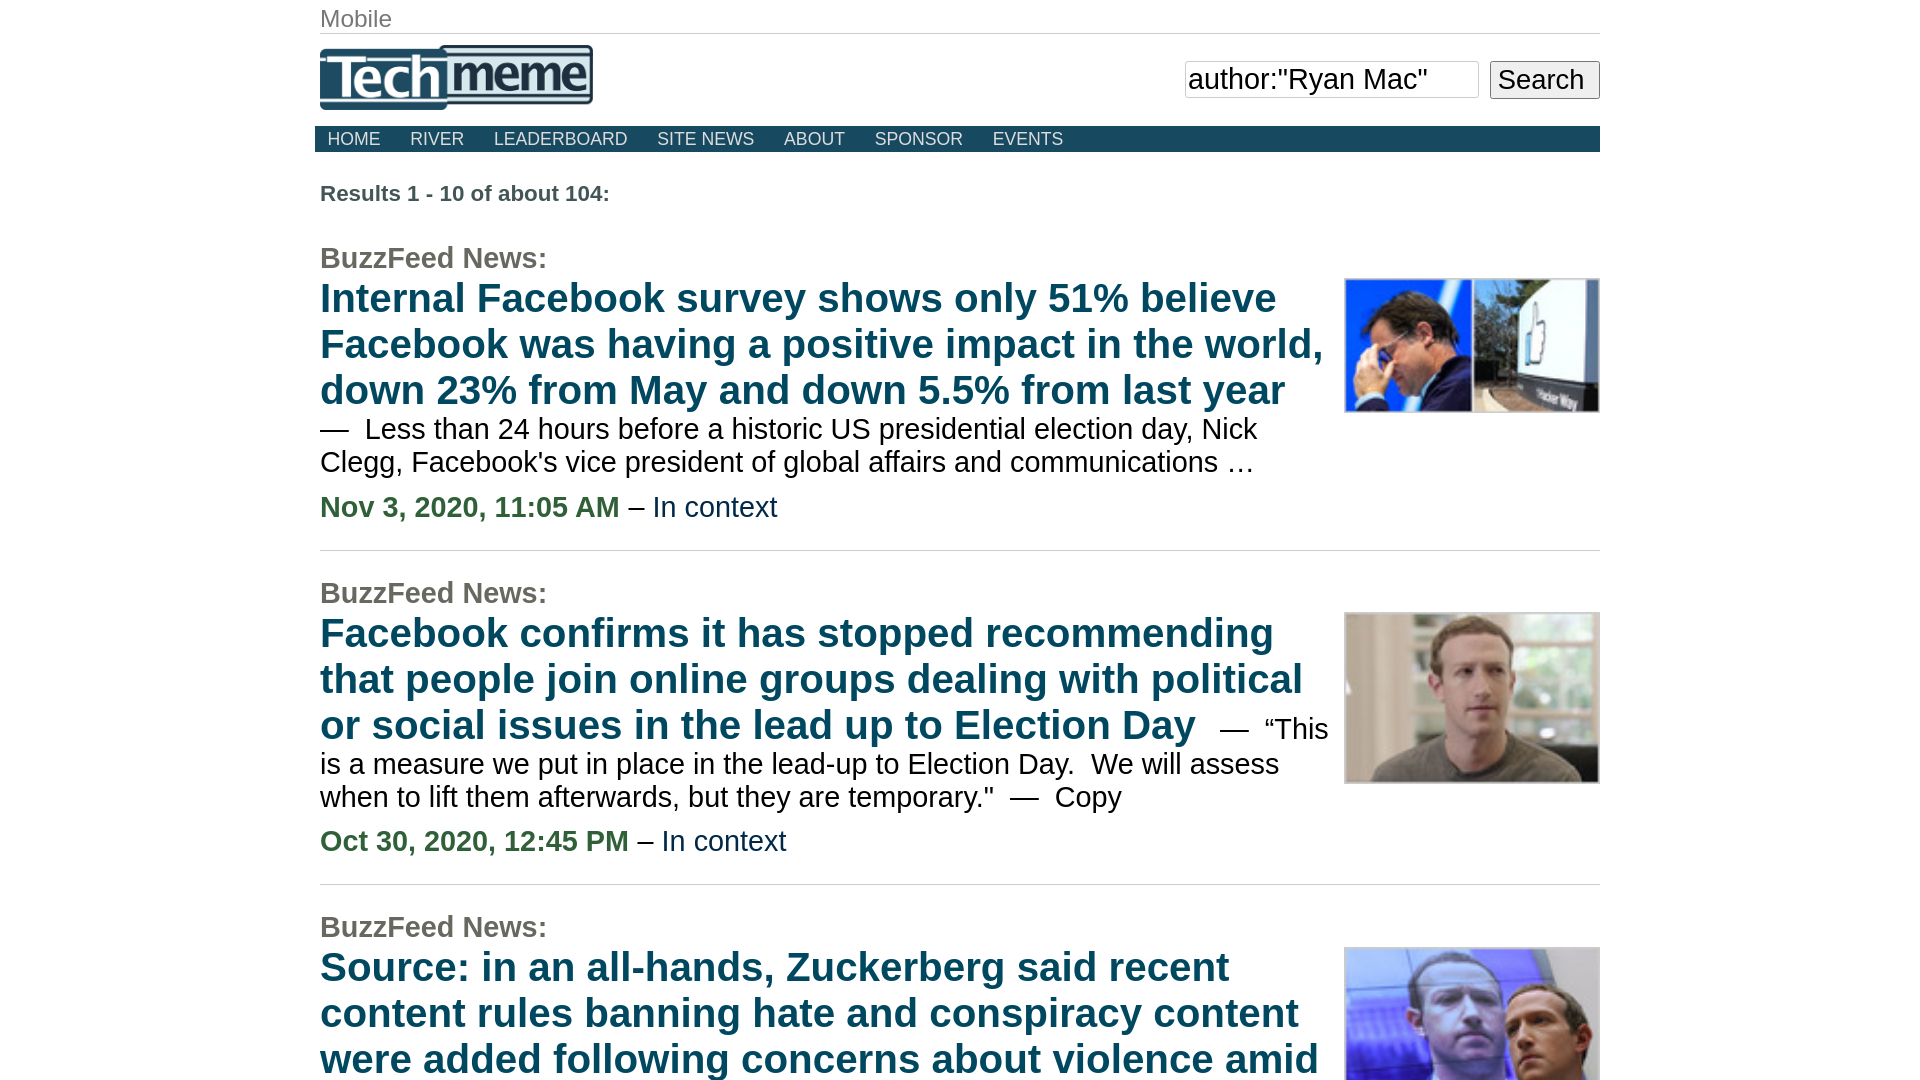 Mobile
Techmeme
author:"Ryan Mac"
Search
HOME RIVER LEADERBOARD SITE NEWS ABOUT SPONSOR EVENTS
Results 1 - 10 of about 104:
BuzzFeed News:
Internal Facebook survey shows only 51% believe
Facebook was having a positive impact in the world,
down 23% from May and down 5.5% from last year
— Less than 24 hours before a historic US presidential election day, Nick
Clegg, Facebook's vice president of global affairs and communications …
Nov 3, 2020, 11:05 AM – In context
Hacker Way
BuzzFeed News:
Facebook confirms it has stopped recommending
that people join online groups dealing with political
or social issues in the lead up to Election Day — “This
is a measure we put in place in the lead-up to Election Day. We will assess
when to lift them afterwards, but they are temporary." — Copy
Oct 30, 2020, 12:45 PM – In context
BuzzFeed News:
Source: in an all-hands, Zuckerberg said recent
content rules banning hate and conspiracy content
were added following concerns about violence amid